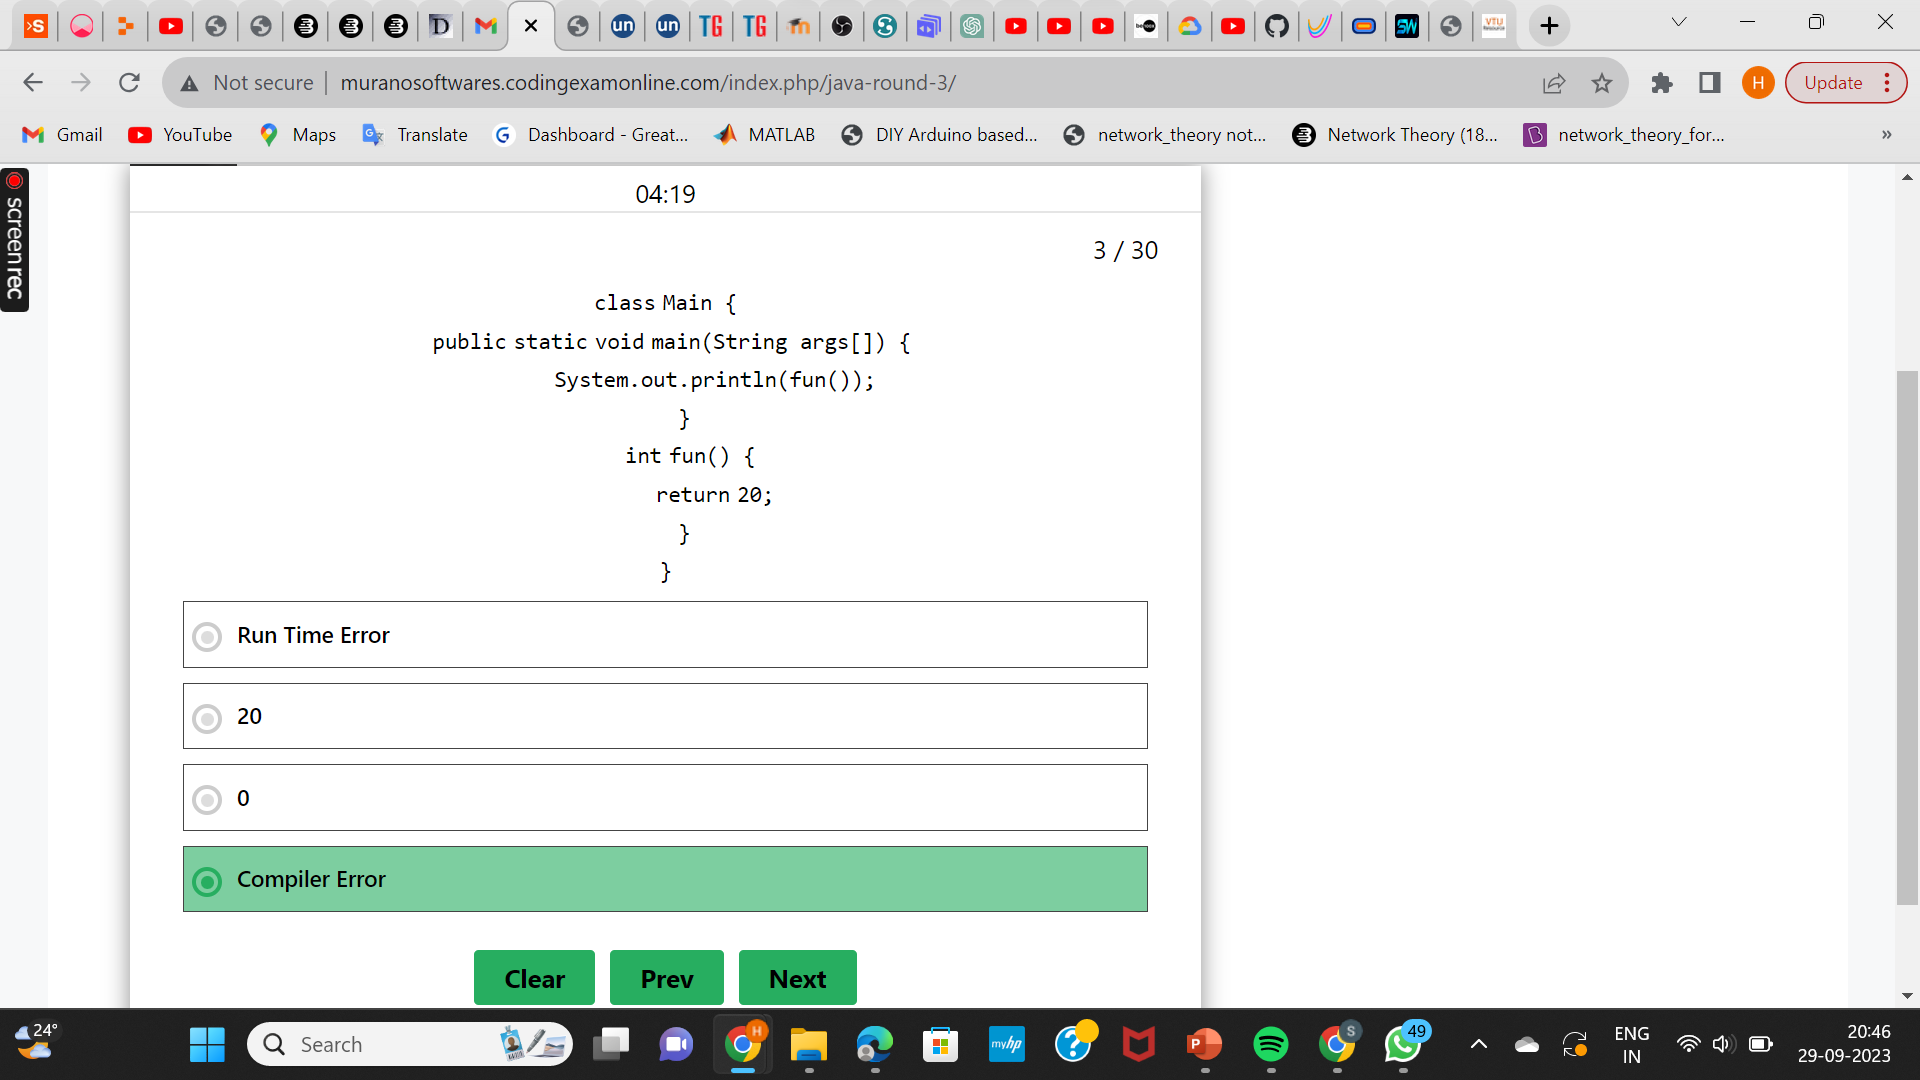 Not secure
muranosoftwares.codingexamonline.com/index.php/java-round-3/
H
Update
Gmail
YouTube
Maps
Translate
Dashboard - Great...
MATLAB
DIY Arduino based...
network_theory not...
Network Theory (18...
network_theory_for...
»
screenrec
04:19
3 / 30
class Main {
public static void main(String args[]) {
System.out.println(fun());
}
int fun() {
return 20;
}
}
Run Time Error
20
0
Compiler Error
Clear
Prev
Next
24°
Search
H
myhp
S
49
ENG
IN
20:46
29-09-2023